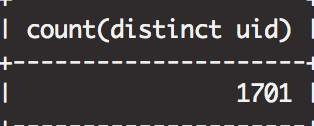 | count(distinct uid) |
+---------------------+
| 1701 |